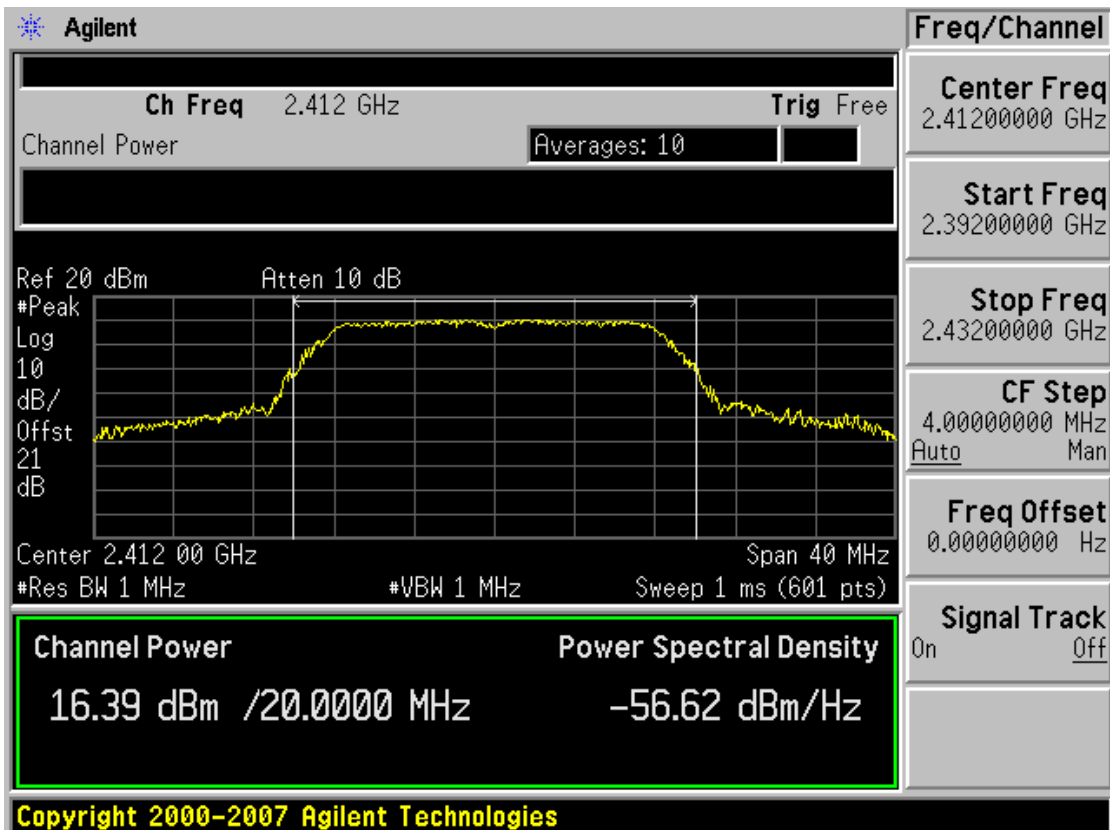 Agilent
Freq/Channel
Ch Freq 2.412 GHz Trig Free
Channel Power Averages: 10
Ref 20 dBm Atten 10 dB
#Peak
Log
10
dB/
Offst
21
dB
Center 2.412 00 GHz Span 40 MHz
#Res BW 1 MHz #VBW 1 MHz Sweep 1 ms (601 pts)
Channel Power Power Spectral Density
16.39 dBm /20.0000 MHz -56.62 dBm/Hz
Center Freq
2.41200000 GHz
Start Freq
2.39200000 GHz
Stop Freq
2.43200000 GHz
CF Step
4.00000000 MHz
Auto Man
Freq Offset
0.00000000 Hz
Signal Track
On Off
Copyright 2000-2007 Agilent Technologies